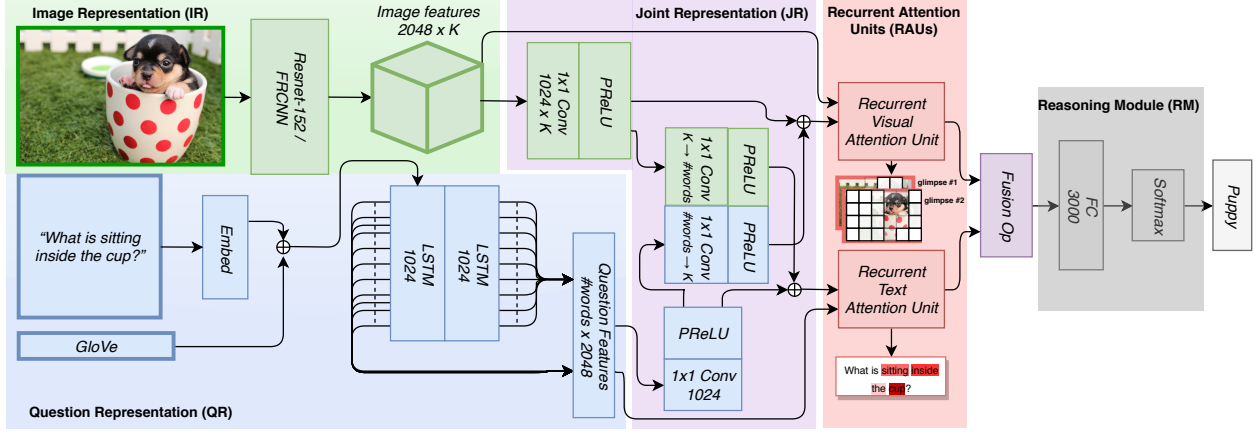 Image Representation (IR)
Resnet-152 /
FRCNN
Image features
2048 x K
Joint Representation (JR)
1x1 Conv
1024 x K
PReLU
1x1 Conv
K → #words
PReLU
1x1 Conv
#words → K
PReLU
PReLU
1x1 Conv
1024
Recurrent Attention
Units (RAUs)
Recurrent
Visual
Attention Unit
glimpse #1
glimpse #2
Recurrent
Text
Attention Unit
What is sitting inside
the cup?
Fusion Op
Reasoning Module (RM)
FC
3000
Softmax
Puppy
“What is sitting
inside the cup?”
Embed
GloVe
LSTM
1024
LSTM
1024
Question Features
#words x 2048
Question Representation (QR)